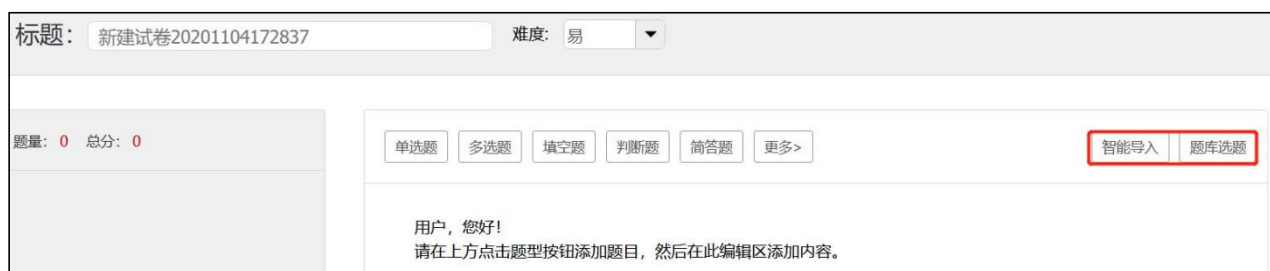 标题： 新建试卷20201104172837 难度: 易
题量: 0 总分: 0
单选题 多选题 填空题 判断题 简答题 更多> 智能导入 题库选题
用户，您好！
请在上方点击题型按钮添加题目，然后在此编辑区添加内容。